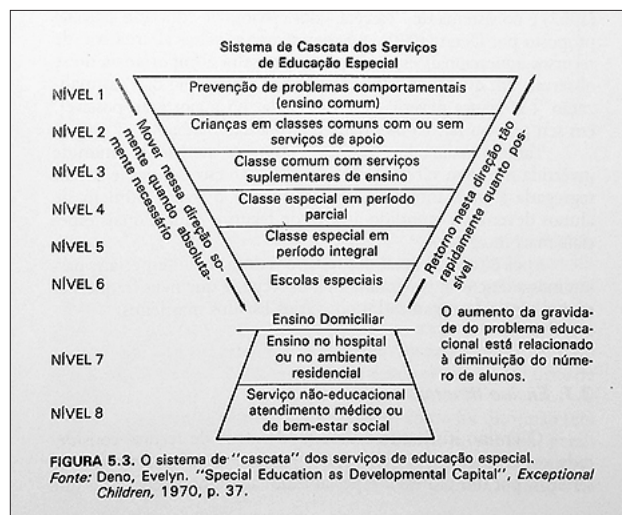 Sistema de Cascata dos Serviços
de Educação Especial
NÍVEL 1
Prevenção de problemas comportamentais
(ensino comum)
NÍVEL 2
Crianças em classes comuns com ou sem
serviços de apoio
NÍVEL 3
Classe comum com serviços
suplementares de ensino
NÍVEL 4
Classe especial em período
parcial
NÍVEL 5
Classe especial em
período integral
NÍVEL 6
Escolas especiais
Mover nessa direção so-
mente quando absoluta-
mente necessário
Retorno nesta direção tão
rapidamente quanto pos-
sível
Ensino Domiciliar
NÍVEL 7
Ensino no hospital
ou no ambiente
residencial
NÍVEL 8
Serviço não-educacional
atendimento médico ou
de bem-estar social
O aumento da gravida-
de do problema educa-
cional está relacionado
à diminuição do núme-
ro de alunos.
FIGURA 5.3. O sistema de "cascata" dos serviços de educação especial.
Fonte: Deno, Evelyn. "Special Education as Developmental Capital", Exceptional
Children, 1970, p. 37.